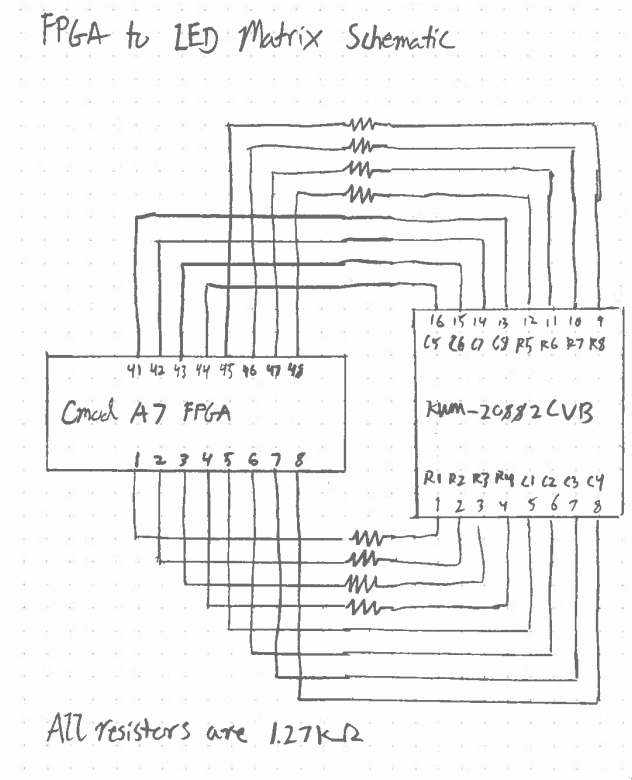 FPGA to LED Matrix Schematic
16 15 14 13 12 11 10 9
C5 C6 C7 C8 R5 R6 R7 R8
41 42 43 44 45 46 47 48
Cmod A7 FPGA
KWM-20882CVB
1 2 3 4 5 6 7 8
R1 R2 R3 R4 C1 C2 C3 C4
1 2 3 4 5 6 7 8
All resistors are 1.27KΩ